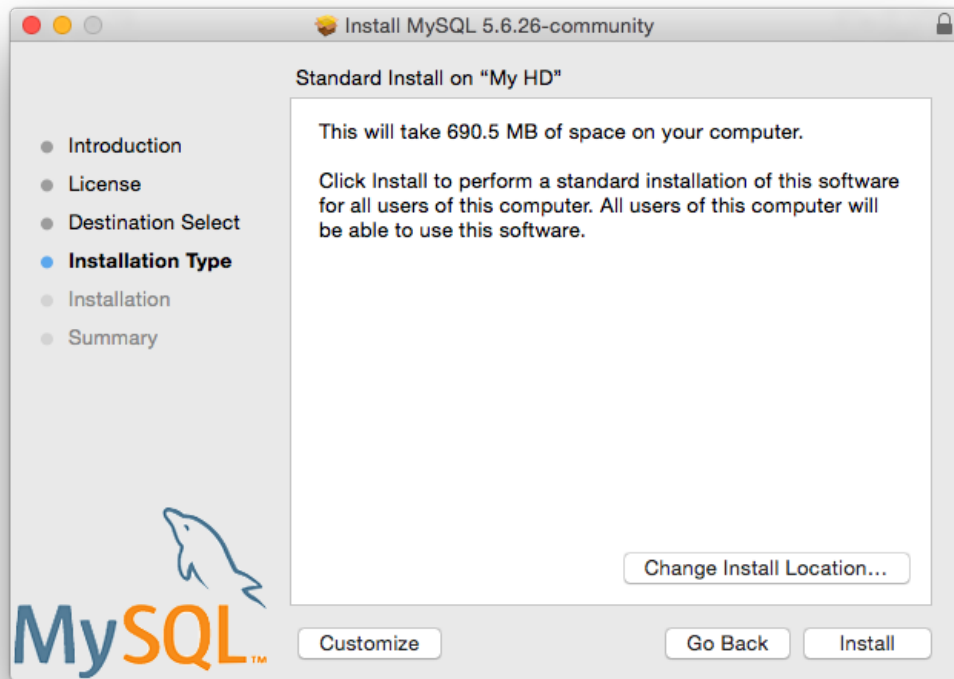 Install MySQL 5.6.26-community
Standard Install on “My HD”
Introduction
License
Destination Select
Installation Type
Installation
Summary
This will take 690.5 MB of space on your computer.
Click Install to perform a standard installation of this software
for all users of this computer. All users of this computer will
be able to use this software.
Change Install Location...
MySQL™
Customize
Go Back
Install